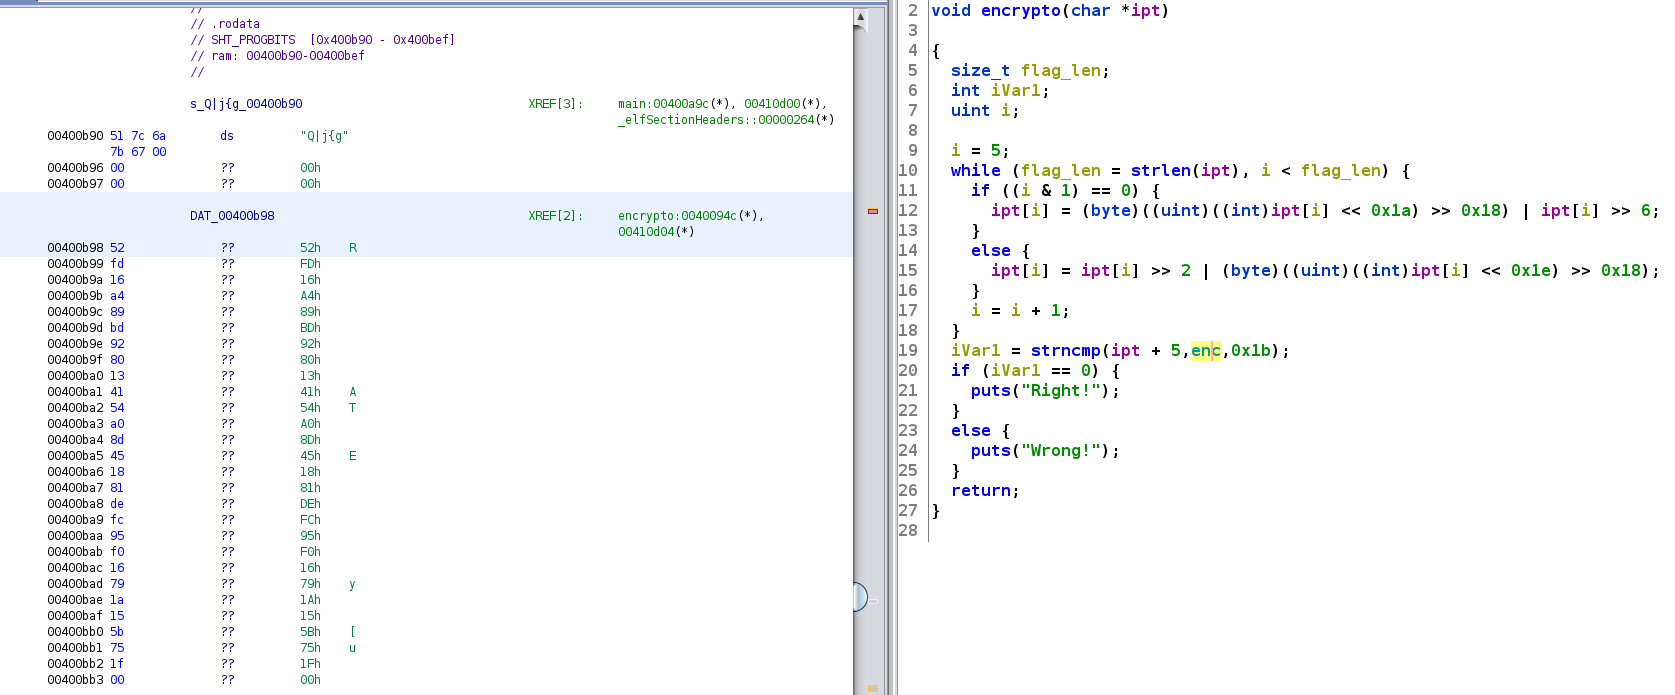 //
// .rodata
// SHT_PROGBITS  [0x400b90 - 0x400bef]
// ram: 00400b90-00400bef
//
s_Q|j{g_00400b90 XREF[3]: main:00400a9c(*), 00410d00(*),
_elfSectionHeaders::00000264(*)
00400b90 51 7c 6a ds "Q|j{g"
7b 67 00
00400b96 00 ?? 00h
00400b97 00 ?? 00h
DAT_00400b98 XREF[2]: encrypto:0040094c(*),
00410d04(*)
00400b98 52 ?? 52h R
00400b99 fd ?? FDh
00400b9a 16 ?? 16h
00400b9b a4 ?? A4h
00400b9c 89 ?? 89h
00400b9d bd ?? BDh
00400b9e 92 ?? 92h
00400b9f 80 ?? 80h
00400ba0 13 ?? 13h
00400ba1 41 ?? 41h A
00400ba2 54 ?? 54h T
00400ba3 a0 ?? A0h
00400ba4 8d ?? 8Dh
00400ba5 45 ?? 45h E
00400ba6 18 ?? 18h
00400ba7 81 ?? 81h
00400ba8 de ?? DEh
00400ba9 fc ?? FCh
00400baa 95 ?? 95h
00400bab f0 ?? F0h
00400bac 16 ?? 16h
00400bad 79 ?? 79h y
00400bae 1a ?? 1Ah
00400baf 15 ?? 15h
00400bb0 5b ?? 5Bh [
00400bb1 75 ?? 75h u
00400bb2 1f ?? 1Fh
00400bb3 00 ?? 00h
2 void encrypto(char *ipt)
3
4 {
5   size_t flag_len;
6   int iVar1;
7   uint i;
8
9   i = 5;
10   while (flag_len = strlen(ipt), i < flag_len) {
11     if ((i & 1) == 0) {
12       ipt[i] = (byte)((uint)((int)ipt[i] << 0x1a) >> 0x18) | ipt[i] >> 6;
13     }
14     else {
15       ipt[i] = ipt[i] >> 2 | (byte)((uint)((int)ipt[i] << 0x1e) >> 0x18);
16     }
17     i = i + 1;
18   }
19   iVar1 = strncmp(ipt + 5,enc,0x1b);
20   if (iVar1 == 0) {
21     puts("Right!");
22   }
23   else {
24     puts("Wrong!");
25   }
26   return;
27 }
28